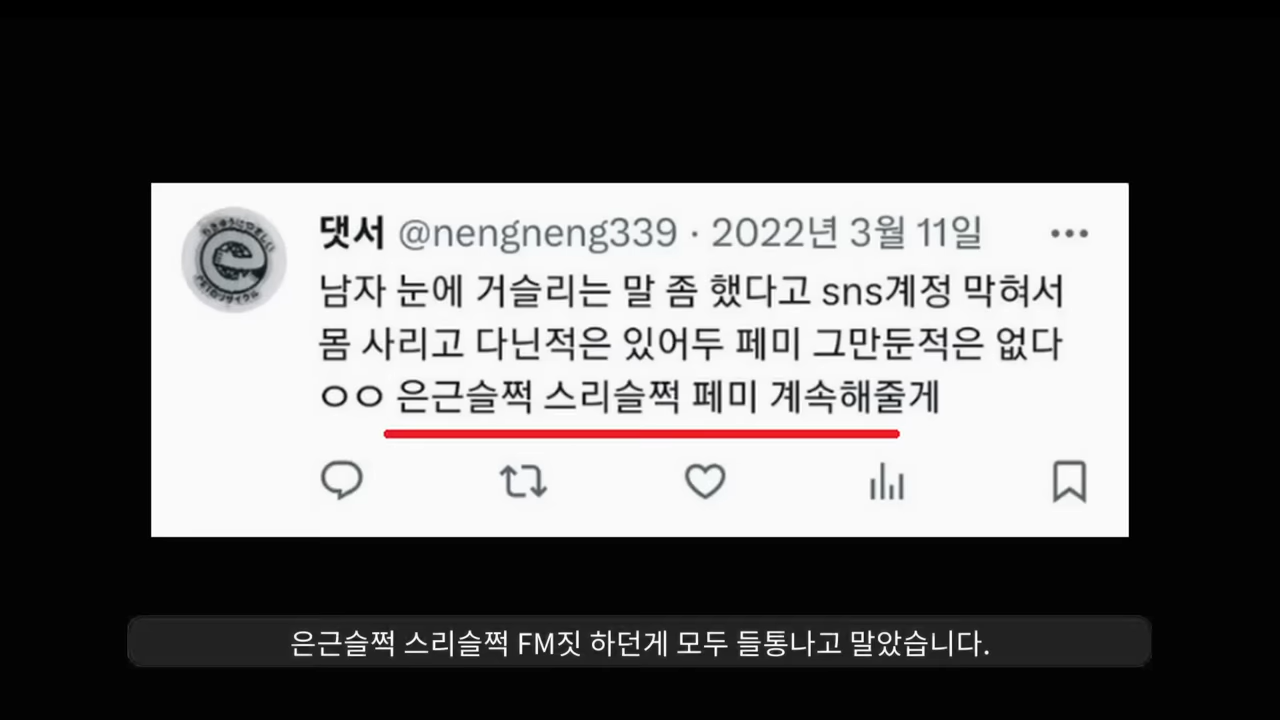 댓서 @nengneng339 · 2022년 3월 11일
남자 눈에 거슬리는 말 좀 했다고 sns계정 막혀서
몸 사리고 다닌적은 있어두 페미 그만둔적은 없다
ㅇㅇ 은근슬쩍 스리슬쩍 페미 계속해줄게
은근슬쩍 스리슬쩍 FM짓 하던게 모두 들통나고 말았습니다.